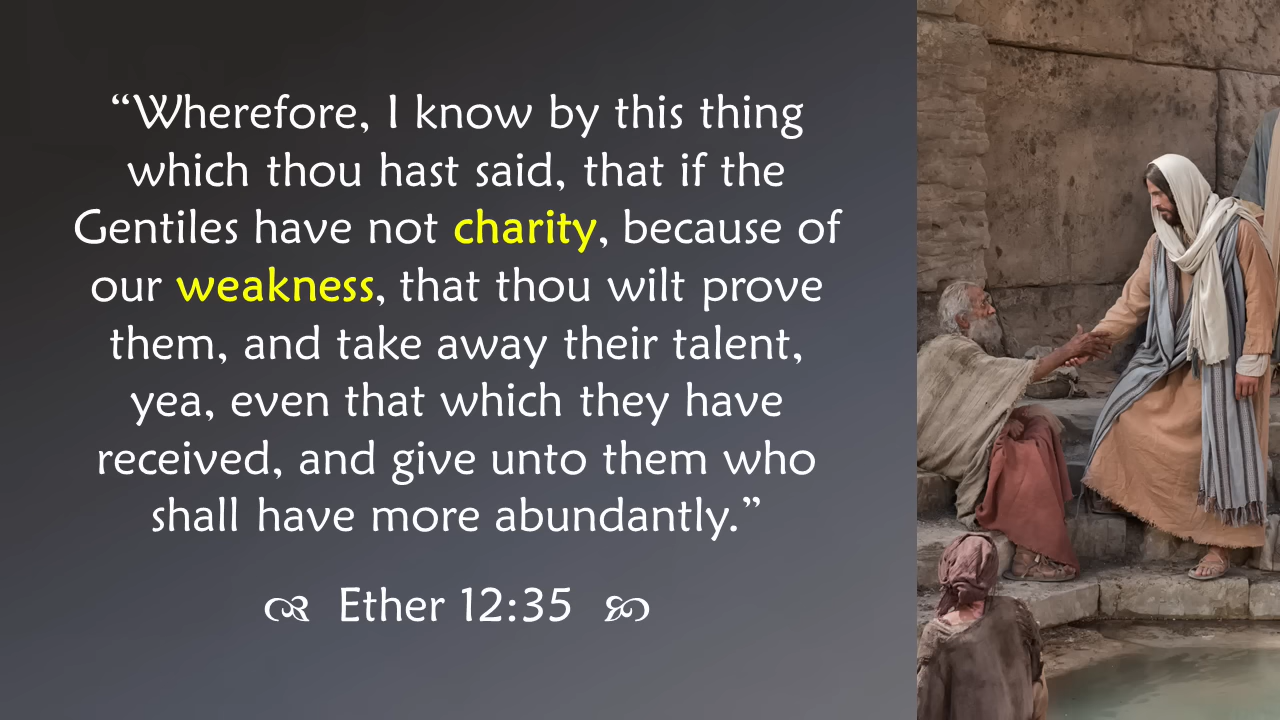 “Wherefore, I know by this thing
which thou hast said, that if the
Gentiles have not charity, because of
our weakness, that thou wilt prove
them, and take away their talent,
yea, even that which they have
received, and give unto them who
shall have more abundantly.”
Ether 12:35